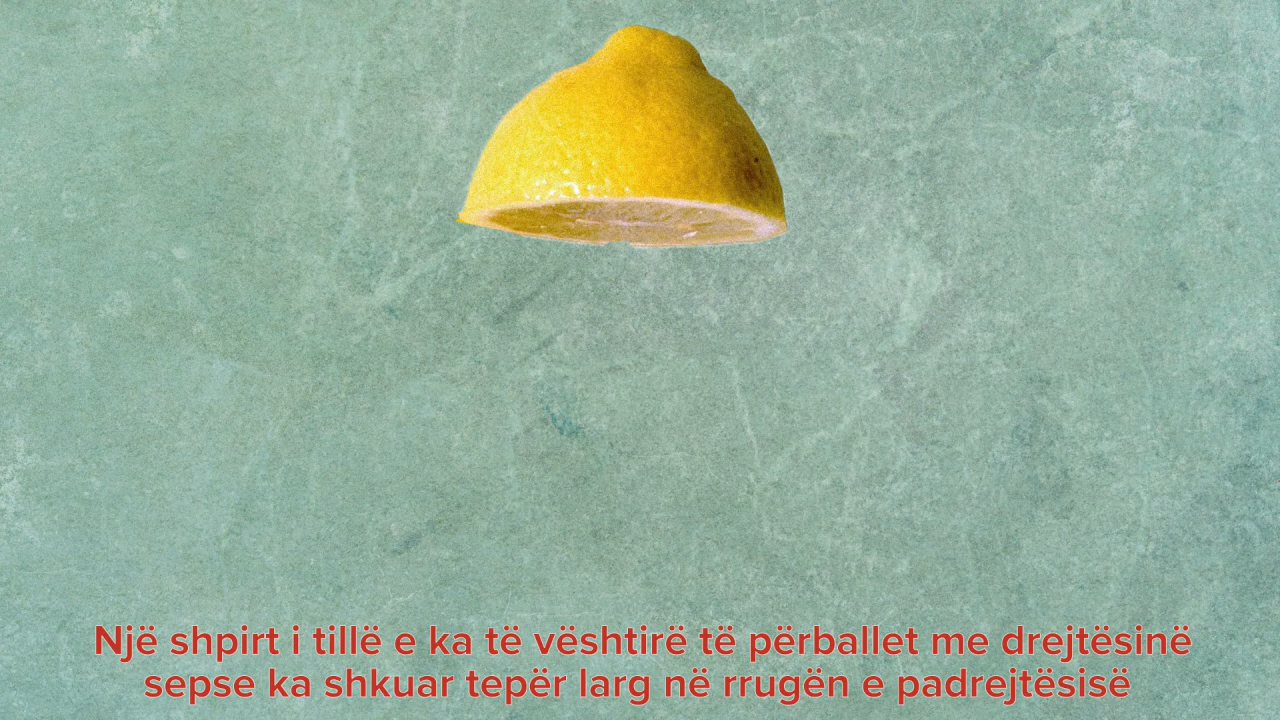 Një shpirt i tillë e ka të vështirë të përballet me drejtësinë
sepse ka shkuar tepër larg në rrugën e padrejtësisë